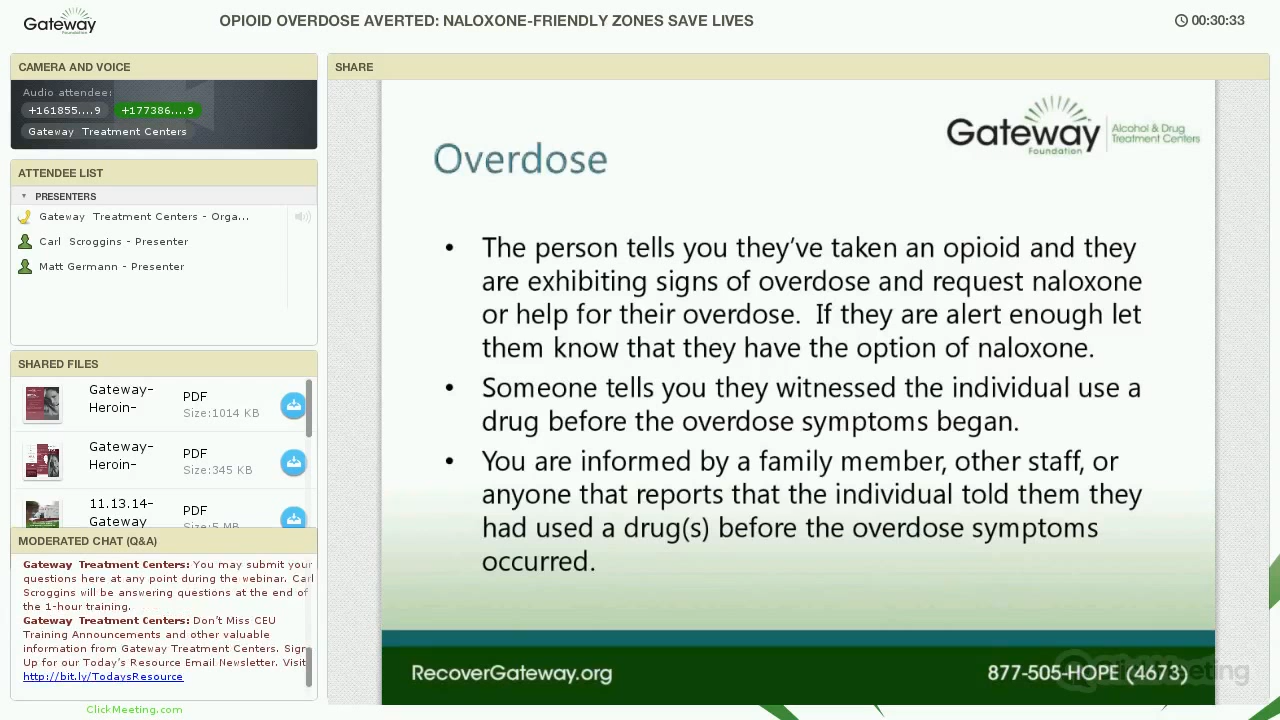 Gateway
FOUNDATION
OPIOID OVERDOSE AVERTED: NALOXONE-FRIENDLY ZONES SAVE LIVES
00:30:33
CAMERA AND VOICE
Audio attendee:
+161855....9
+177386....9
Gateway Treatment Centers
ATTENDEE LIST
PRESENTERS
Gateway Treatment Centers - Orga...
Carl Scroggins - Presenter
Matt Germann - Presenter
SHARED FILES
Gateway-
Heroin-
PDF
Size:1014 KB
Gateway-
Heroin-
PDF
Size:345 KB
11.13.14-
Gateway
PDF
Size:5 MB
MODERATED CHAT (Q&A)
Gateway Treatment Centers: You may submit your
questions here at any point during the webinar. Carl
Scroggins will be answering questions at the end of
the 1-hour training.
Gateway Treatment Centers: Don't Miss CEU
Training Announcements and other valuable
information from Gateway Treatment Centers. Sign
Up for our Today's Resource Email Newsletter. Visit
http://bit.ly/TodaysResource
ClickMeeting.com
SHARE
Gateway
Foundation
Alcohol & Drug
Treatment Centers
Overdose
• The person tells you they've taken an opioid and they
are exhibiting signs of overdose and request naloxone
or help for their overdose. If they are alert enough let
them know that they have the option of naloxone.
• Someone tells you they witnessed the individual use a
drug before the overdose symptoms began.
• You are informed by a family member, other staff, or
anyone that reports that the individual told them they
had used a drug(s) before the overdose symptoms
occurred.
RecoverGateway.org
877-505-HOPE (4673)